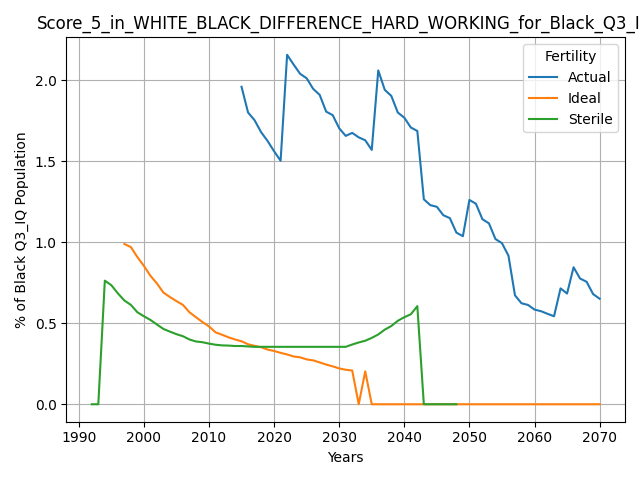 Score_5_in_WHITE_BLACK_DIFFERENCE_HARD_WORKING_for_Black_Q3_I
Fertility
Actual
Ideal
Sterile
% of Black Q3_IQ Population
2.0
1.5
1.0
0.5
0.0
1990 2000 2010 2020 2030 2040 2050 2060 2070
Years